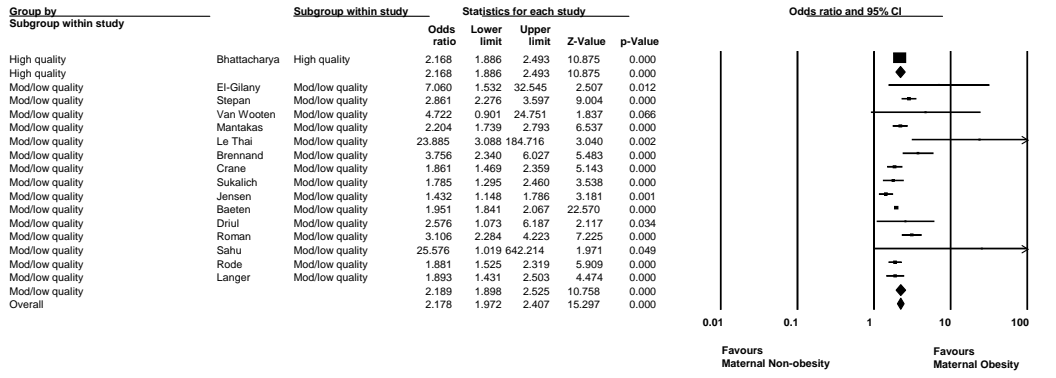 Group by Subgroup within study Statistics for each study Odds ratio and 95% CI
Subgroup within study
Odds Lower Upper
ratio limit limit Z-Value p-Value
High quality Bhattacharya High quality 2.168 1.886 2.493 10.875 0.000
High quality 2.168 1.886 2.493 10.875 0.000
Mod/low quality El-Gilany Mod/low quality 7.060 1.532 32.545 2.507 0.012
Mod/low quality Stepan Mod/low quality 2.861 2.276 3.597 9.004 0.000
Mod/low quality Van Wooten Mod/low quality 4.722 0.901 24.751 1.837 0.066
Mod/low quality Mantakas Mod/low quality 2.204 1.739 2.793 6.537 0.000
Mod/low quality Le Thai Mod/low quality 23.885 3.088 184.716 3.040 0.002
Mod/low quality Brennand Mod/low quality 3.756 2.340 6.027 5.483 0.000
Mod/low quality Crane Mod/low quality 1.861 1.469 2.359 5.143 0.000
Mod/low quality Sukalich Mod/low quality 1.785 1.295 2.460 3.538 0.000
Mod/low quality Jensen Mod/low quality 1.432 1.148 1.786 3.181 0.001
Mod/low quality Baeten Mod/low quality 1.951 1.841 2.067 22.570 0.000
Mod/low quality Driul Mod/low quality 2.576 1.073 6.187 2.117 0.034
Mod/low quality Roman Mod/low quality 3.106 2.284 4.223 7.225 0.000
Mod/low quality Sahu Mod/low quality 25.576 1.019 642.214 1.971 0.049
Mod/low quality Rode Mod/low quality 1.881 1.525 2.319 5.909 0.000
Mod/low quality Langer Mod/low quality 1.893 1.431 2.503 4.474 0.000
Mod/low quality 2.189 1.898 2.525 10.758 0.000
Overall 2.178 1.972 2.407 15.297 0.000
0.01 0.1 1 10 100
Favours Favours
Maternal Non-obesity Maternal Obesity